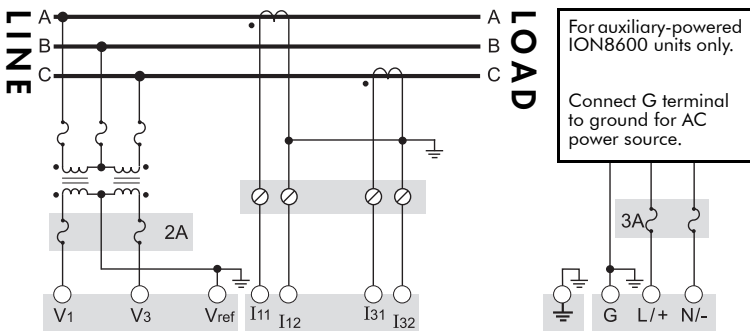 LINE
A
A
B
B
C
C
LOAD
For auxiliary-powered
ION8600 units only.
Connect G terminal
to ground for AC
power source.
2A
3A
V1
V3
Vref
I11
I12
I31
I32
G
L/+
N/-